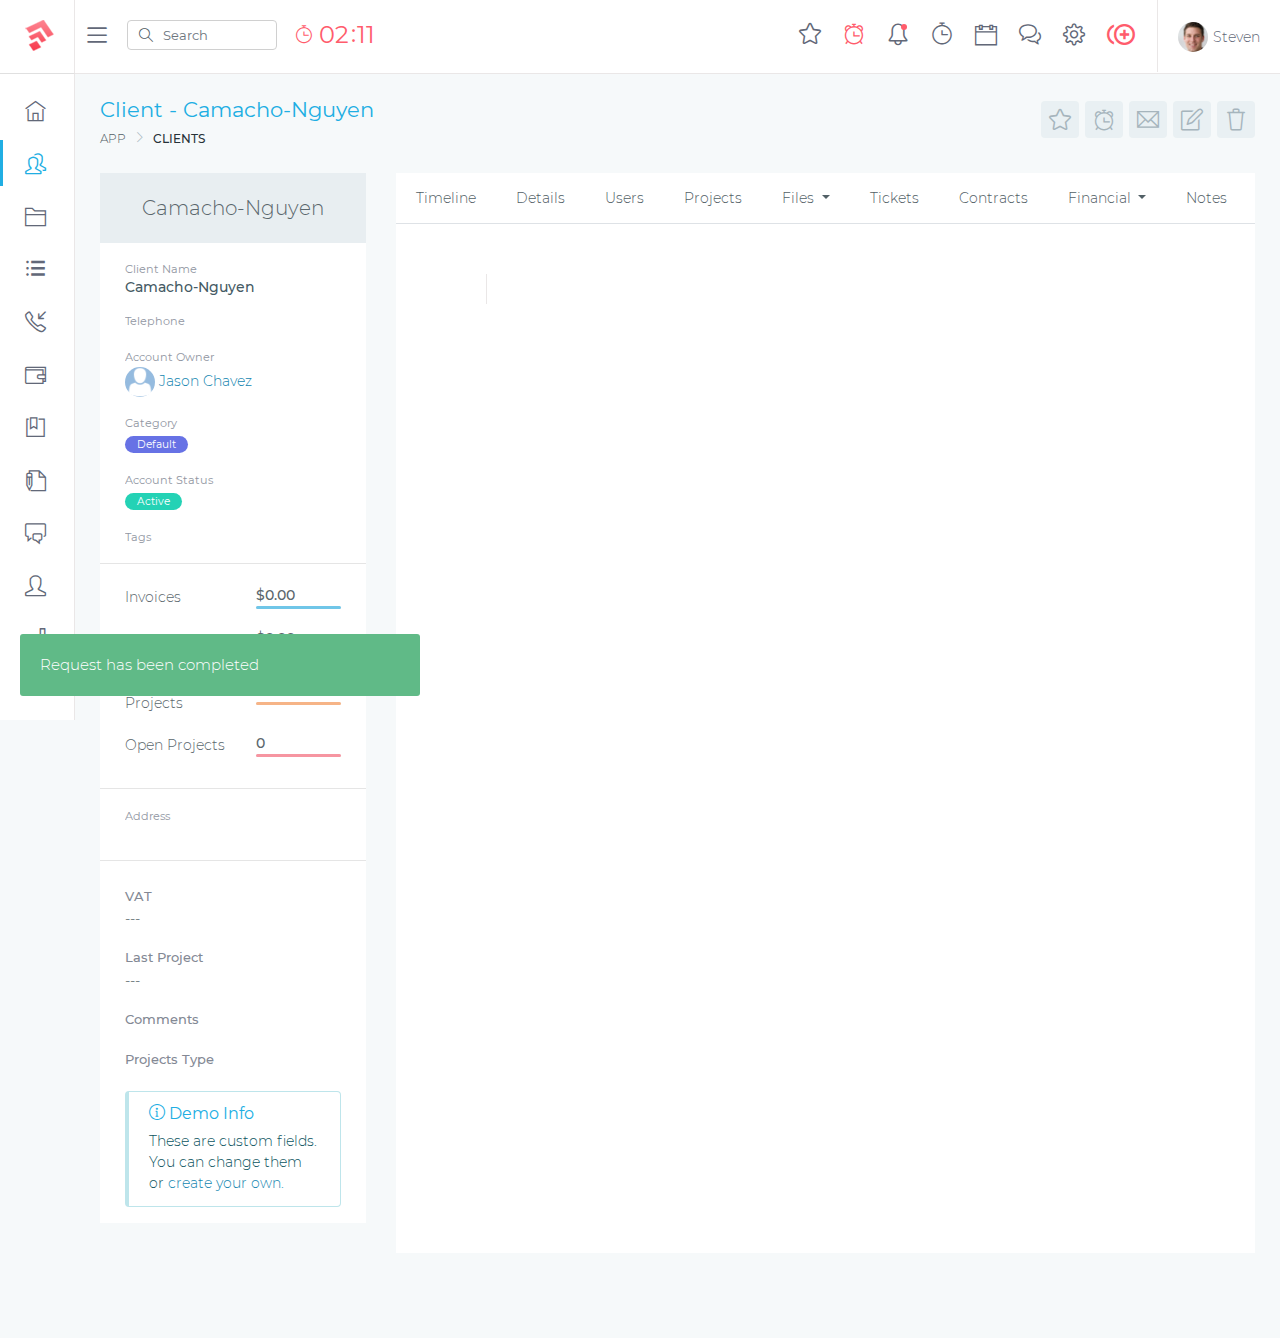 Search
02:11
Steven
Client - Camacho-Nguyen
APP
CLIENTS
Camacho-Nguyen
Timeline
Details
Users
Projects
Files
Tickets
Contracts
Financial
Notes
Client Name
Camacho-Nguyen
Telephone
Account Owner
Jason Chavez
Category
Default
Account Status
Active
Tags
Invoices
$0.00
Request has been completed
Projects
Open Projects
0
Address
VAT
---
Last Project
---
Comments
Projects Type
Demo Info
These are custom fields.
You can change them
or create your own.